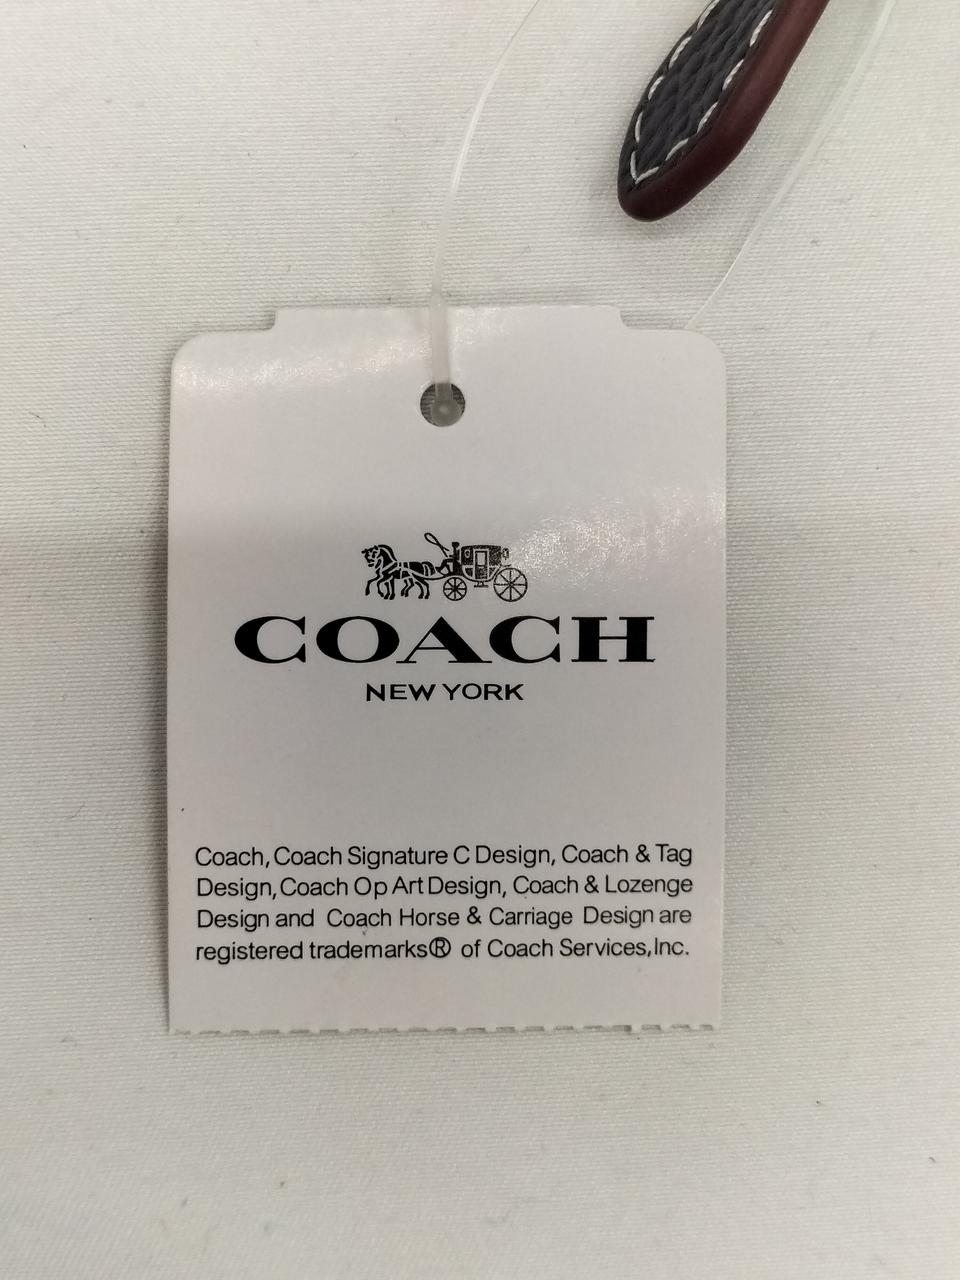 COACH
NEW YORK
Coach, Coach Signature C Design, Coach & Tag
Design, Coach Op Art Design, Coach & Lozenge
Design and Coach Horse & Carriage Design are
registered trademarks® of Coach Services, Inc.